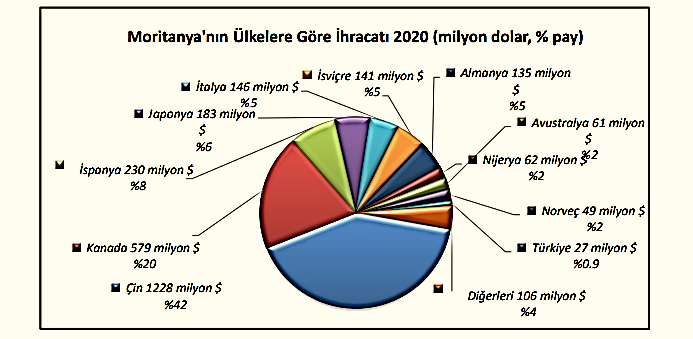 Moritanya'nın Ülkelere Göre İhracatı 2020 (milyon dolar, % pay)
İsviçre 141 milyon $
%5
Almanya 135 milyon
$
%5
İtalya 146 milyon $
%5
Japonya 183 milyon
$
%6
Avustralya 61 milyon
$
%2
İspanya 230 milyon $
%8
Nijerya 62 milyon $
%2
Norveç 49 milyon $
%2
Kanada 579 milyon $
%20
Türkiye 27 milyon $
%0.9
Çin 1228 milyon $
%42
Diğerleri 106 milyon $
%4